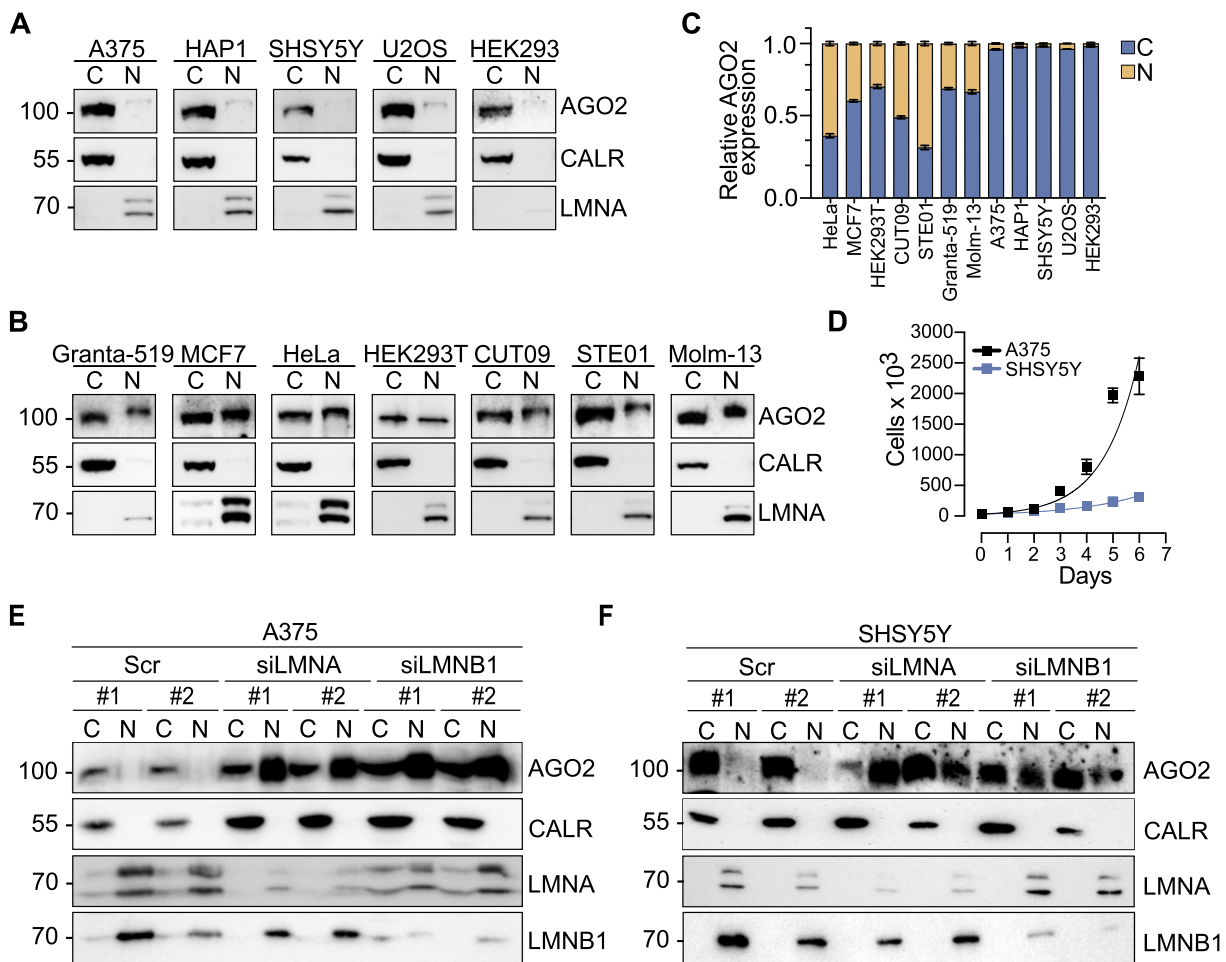 A
A375 HAP1 SHSY5Y U2OS HEK293
C N C N C N C N C N
100 AGO2
55 CALR
70 LMNA
B
Granta-519 MCF7 HeLa HEK293T CUT09 STE01 Molm-13
C N C N C N C N C N C N C N
100 AGO2
55 CALR
70 LMNA
C
Relative AGO2
expression
1.0
0.5
0.0
C
N
HeLa MCF7 HEK293T CUT09 STE01 Granta-519 Molm-13 A375 HAP1 SHSY5Y U2OS HEK293
D
Cells x 10³
3000
2500
2000
1500
1000
500
0
A375
SHSY5Y
0 1 2 3 4 5 6 7
Days
E
A375
Scr siLMNA siLMNB1
#1 #2 #1 #2 #1 #2
C N C N C N C N C N C N
100 AGO2
55 CALR
70 LMNA
70 LMNB1
F
SHSY5Y
Scr siLMNA siLMNB1
#1 #2 #1 #2 #1 #2
C N C N C N C N C N C N
100 AGO2
55 CALR
70 LMNA
70 LMNB1